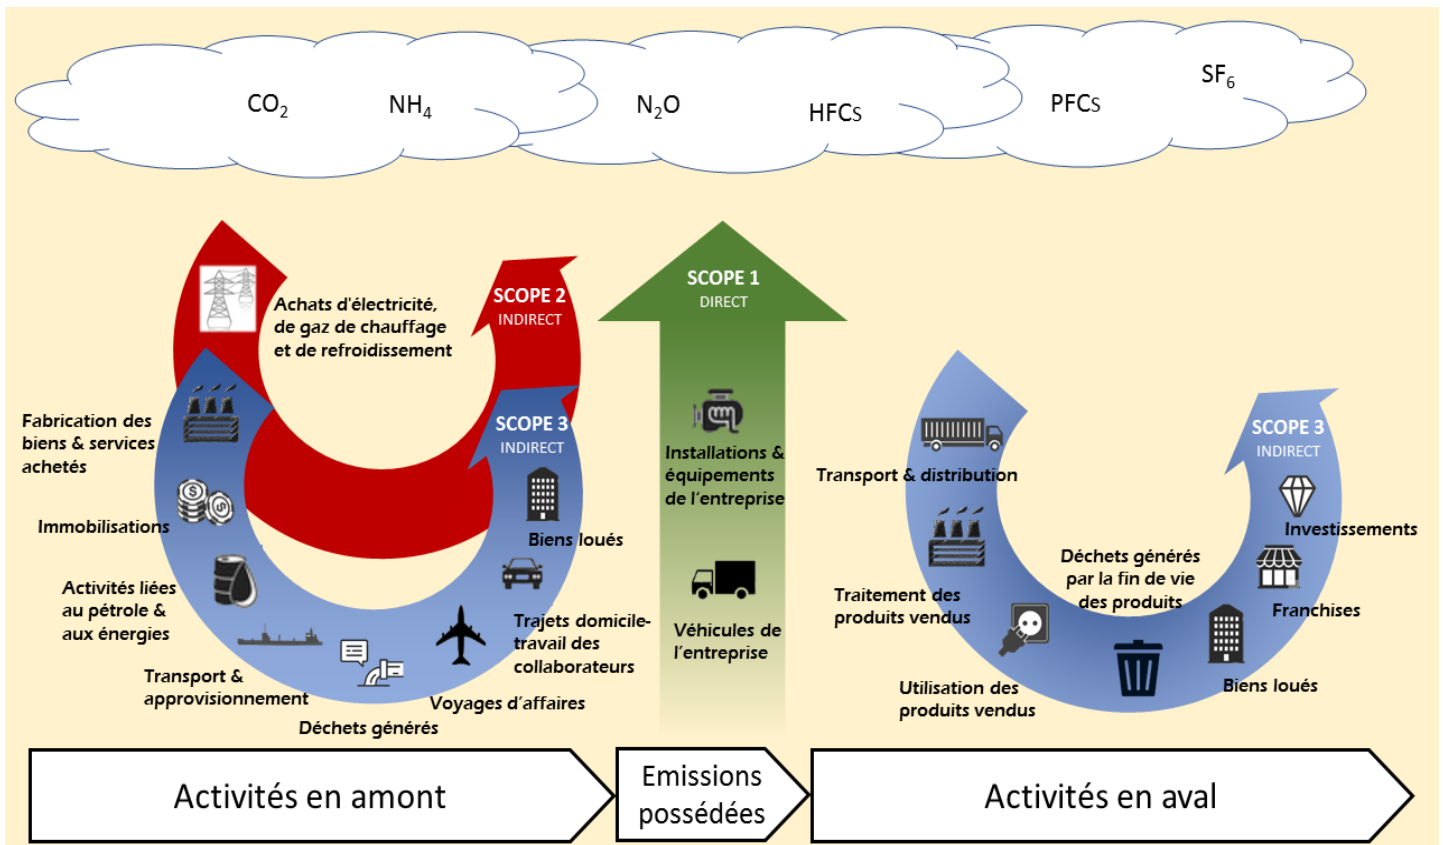 CO₂
NH₄
N₂O
HFCs
PFCs
SF₆
Achats d'électricité,
de gaz de chauffage
et de refroidissement
SCOPE 2
INDIRECT
Fabrication des
biens & services
achetés
Immobilisations
Activités liées
au pétrole &
aux énergies
Transport &
approvisionnement
Déchets générés
Voyages d'affaires
Trajets domicile-
travail des
collaborateurs
Biens loués
SCOPE 3
INDIRECT
SCOPE 1
DIRECT
Installations &
équipements
de l'entreprise
Véhicules de
l'entreprise
Transport & distribution
Traitement des
produits vendus
Utilisation des
produits vendus
Déchets générés
par la fin de vie
des produits
Biens loués
Franchises
Investissements
SCOPE 3
INDIRECT
Activités en amont
Emissions
possédées
Activités en aval